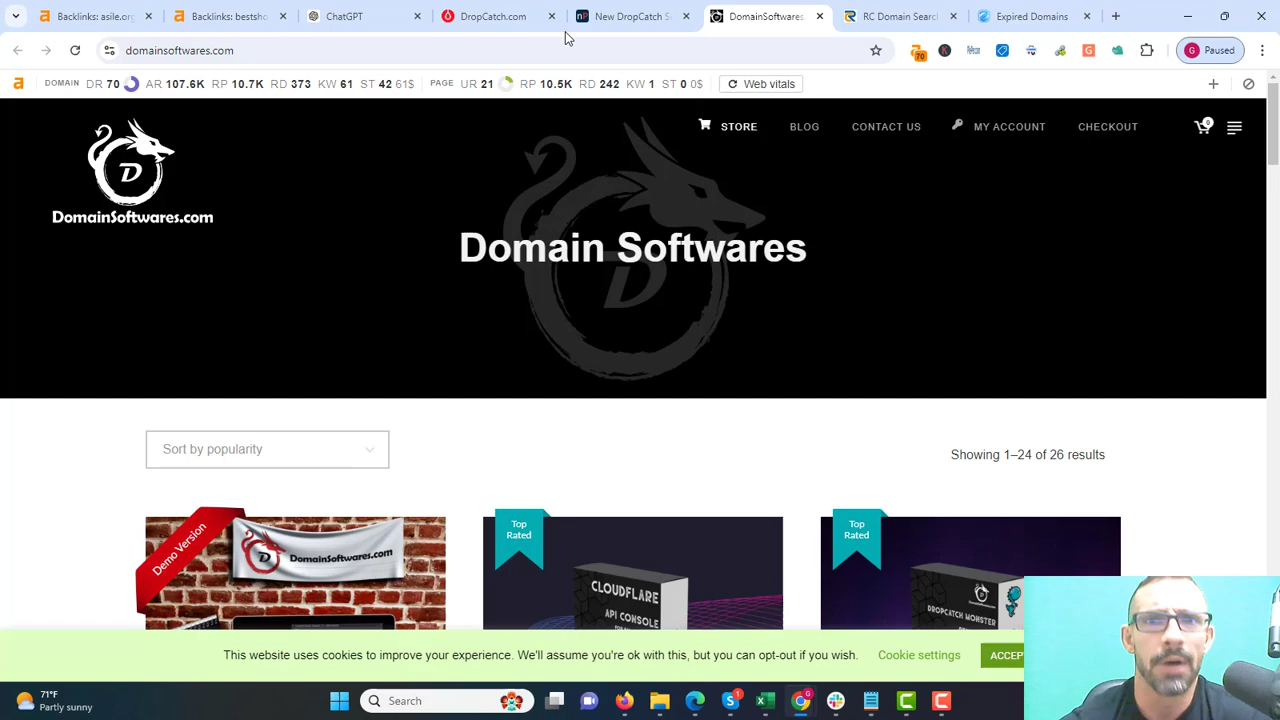 Backlinks: asile.org
Backlinks: bestsho
ChatGPT
DropCatch.com
New DropCatch S
DomainSoftwares.
RC Domain Searc
Expired Domains
domainsoftwares.com
70
G Paused
DOMAIN DR 70 AR 107.6K RP 10.7K RD 373 KW 61 ST 42 61$ PAGE UR 21 RP 10.5K RD 242 KW 1 ST 0 0$ Web vitals
STORE BLOG CONTACT US MY ACCOUNT CHECKOUT 0
D
DomainSoftwares.com
Domain Softwares
Sort by popularity
Showing 1–24 of 26 results
Demo Version
DomainSoftwares.com
Top
Rated
CLOUDFLARE
API CONSOLE
Top
Rated
DROPCATCH MONSTER
This website uses cookies to improve your experience. We'll assume you're ok with this, but you can opt-out if you wish. Cookie settings ACCEP
71°F
Partly sunny
Search
1